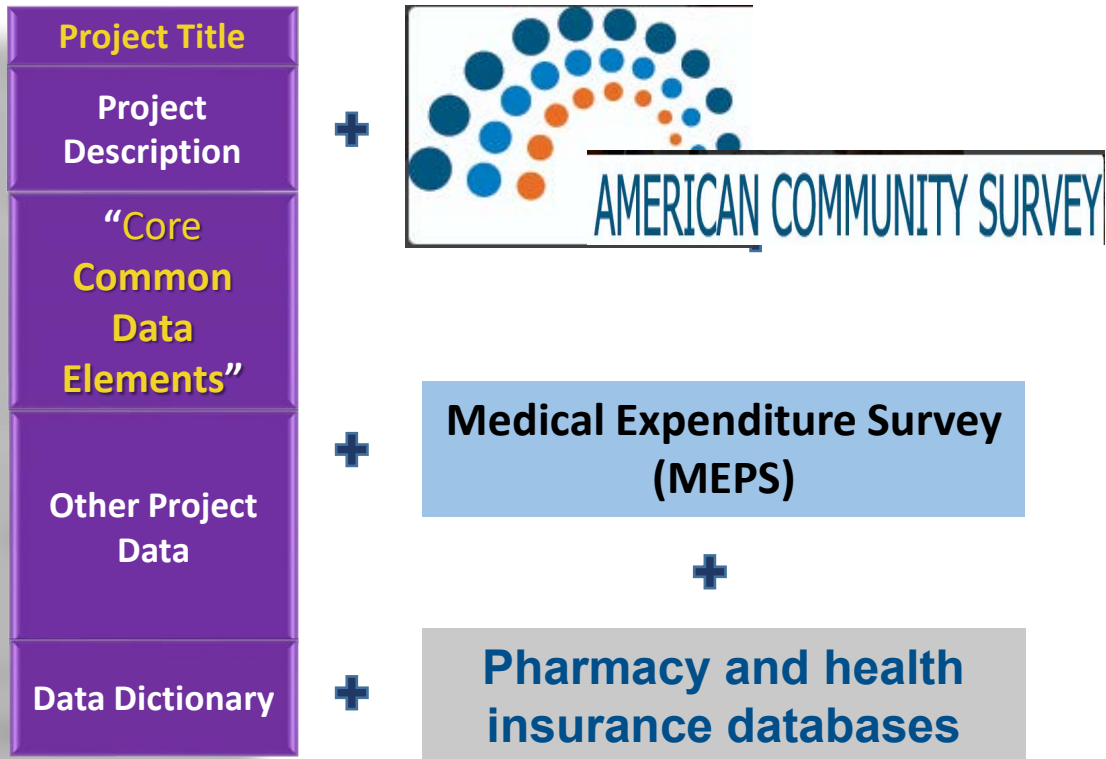 Project Title
Project
Description
“Core
Common
Data
Elements”
Other Project
Data
Data Dictionary
AMERICAN COMMUNITY SURVEY
Medical Expenditure Survey
(MEPS)
Pharmacy and health
insurance databases